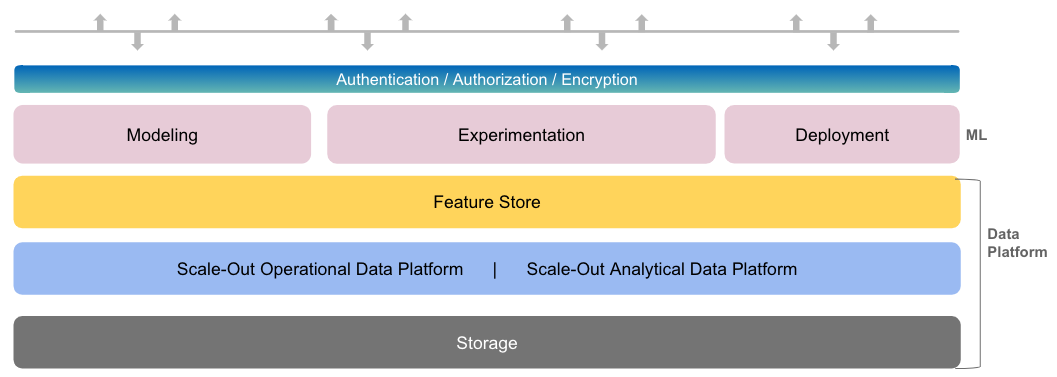 Authentication / Authorization / Encryption
Modeling
Experimentation
Deployment
ML
Feature Store
Data
Platform
Scale-Out Operational Data Platform | Scale-Out Analytical Data Platform
Storage